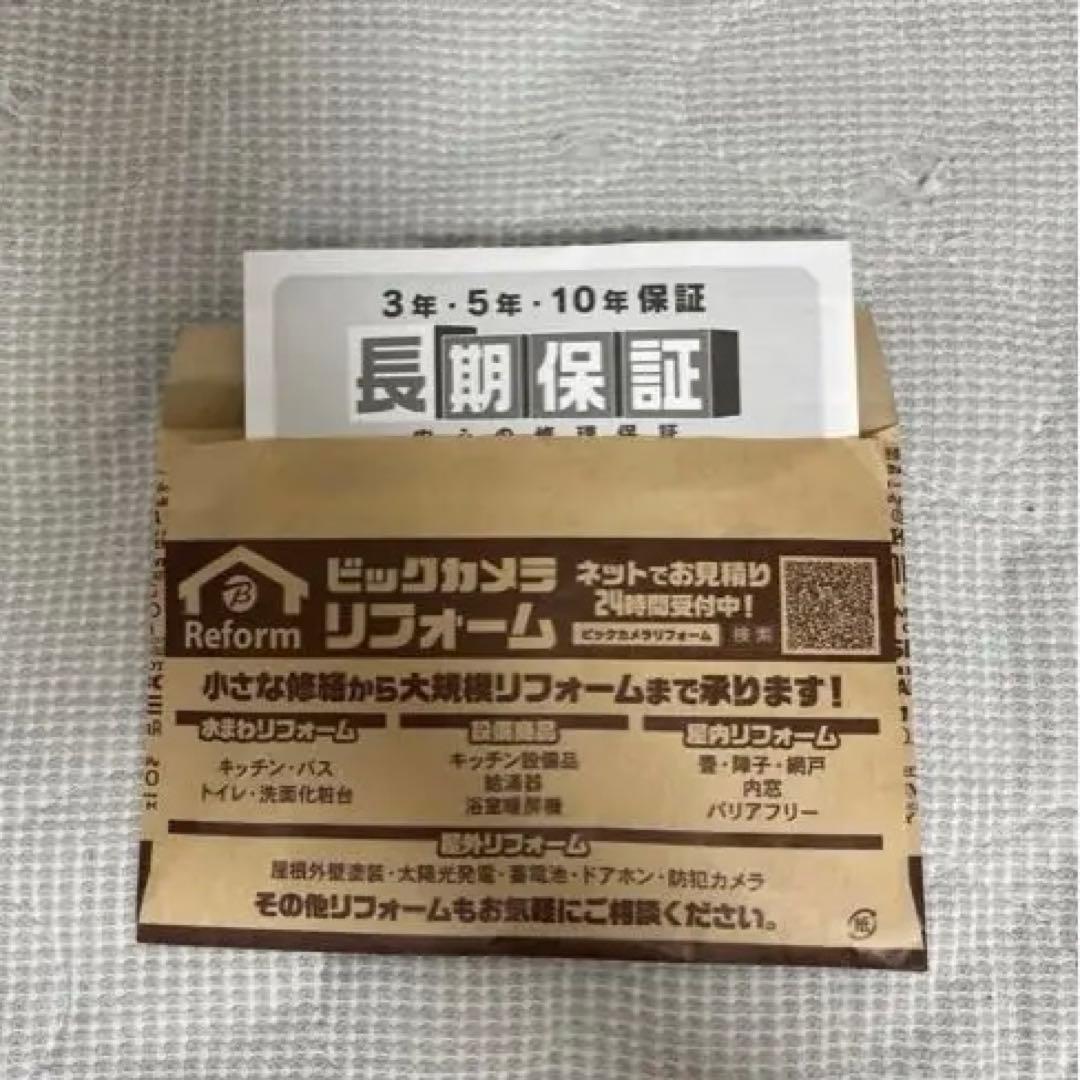 3年・5年・10年保証
長期保証
安心の修理保証
Reform
ビックカメラ
リフォーム
ネットでお見積り
24時間受付中!
ビックカメラリフォーム 検索
小さな修繕から大規模リフォームまで承ります!
水まわりリフォーム
キッチン・バス
トイレ・洗面化粧台
設備商品
キッチン設備品
給湯器
浴室暖房機
屋内リフォーム
畳・障子・網戸
内窓
バリアフリー
屋外リフォーム
屋根外壁塗装・太陽光発電・蓄電池・ドアホン・防犯カメラ
その他リフォームもお気軽にご相談ください。
紙